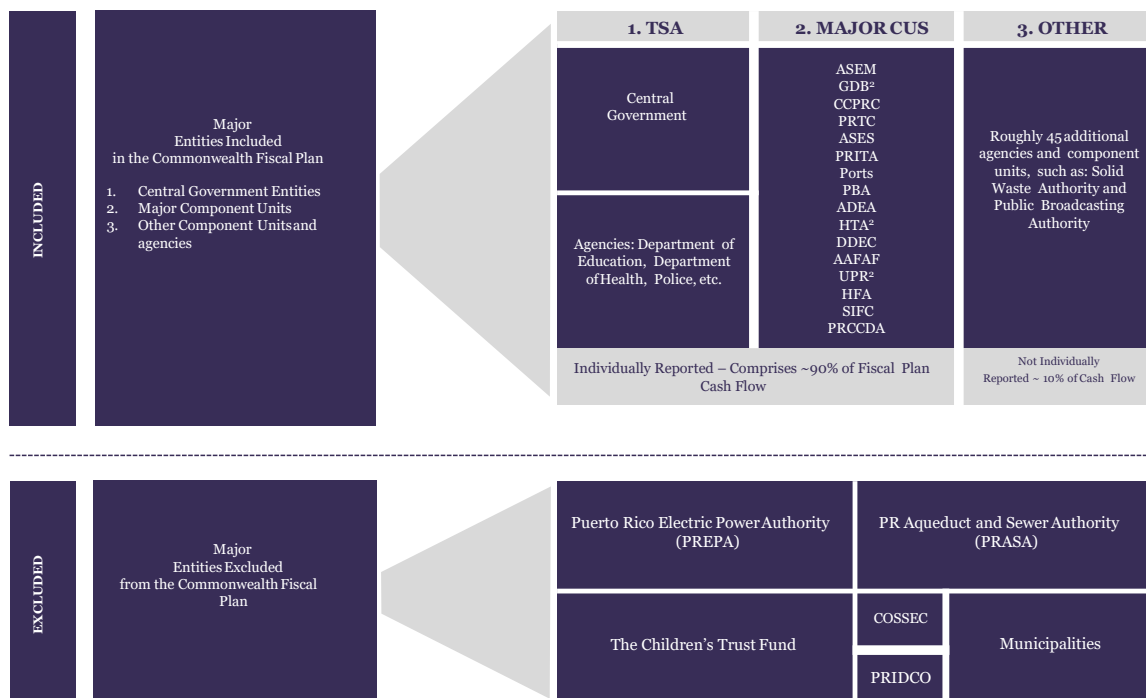 INCLUDED
Major
Entities Included
in the Commonwealth Fiscal Plan
1. Central Government Entities
2. Major Component Units
3. Other Component Units and
agencies
1. TSA
Central
Government
Agencies: Department of
Education, Department
of Health, Police, etc.
2. MAJOR CUS
ASEM
GDB²
CCPRC
PRTC
ASES
PRITA
Ports
PBA
ADEA
HTA²
DDEC
AAFAF
UPR²
HFA
SIFC
PRCCDA
Individually Reported – Comprises ~90% of Fiscal Plan
Cash Flow
3. OTHER
Roughly 45 additional
agencies and component
units, such as: Solid
Waste Authority and
Public Broadcasting
Authority
Not Individually
Reported ~ 10% of Cash Flow
EXCLUDED
Major
Entities Excluded
from the Commonwealth Fiscal
Plan
Puerto Rico Electric Power Authority
(PREPA)
PR Aqueduct and Sewer Authority
(PRASA)
The Children’s Trust Fund
COSSEC
PRIDCO
Municipalities